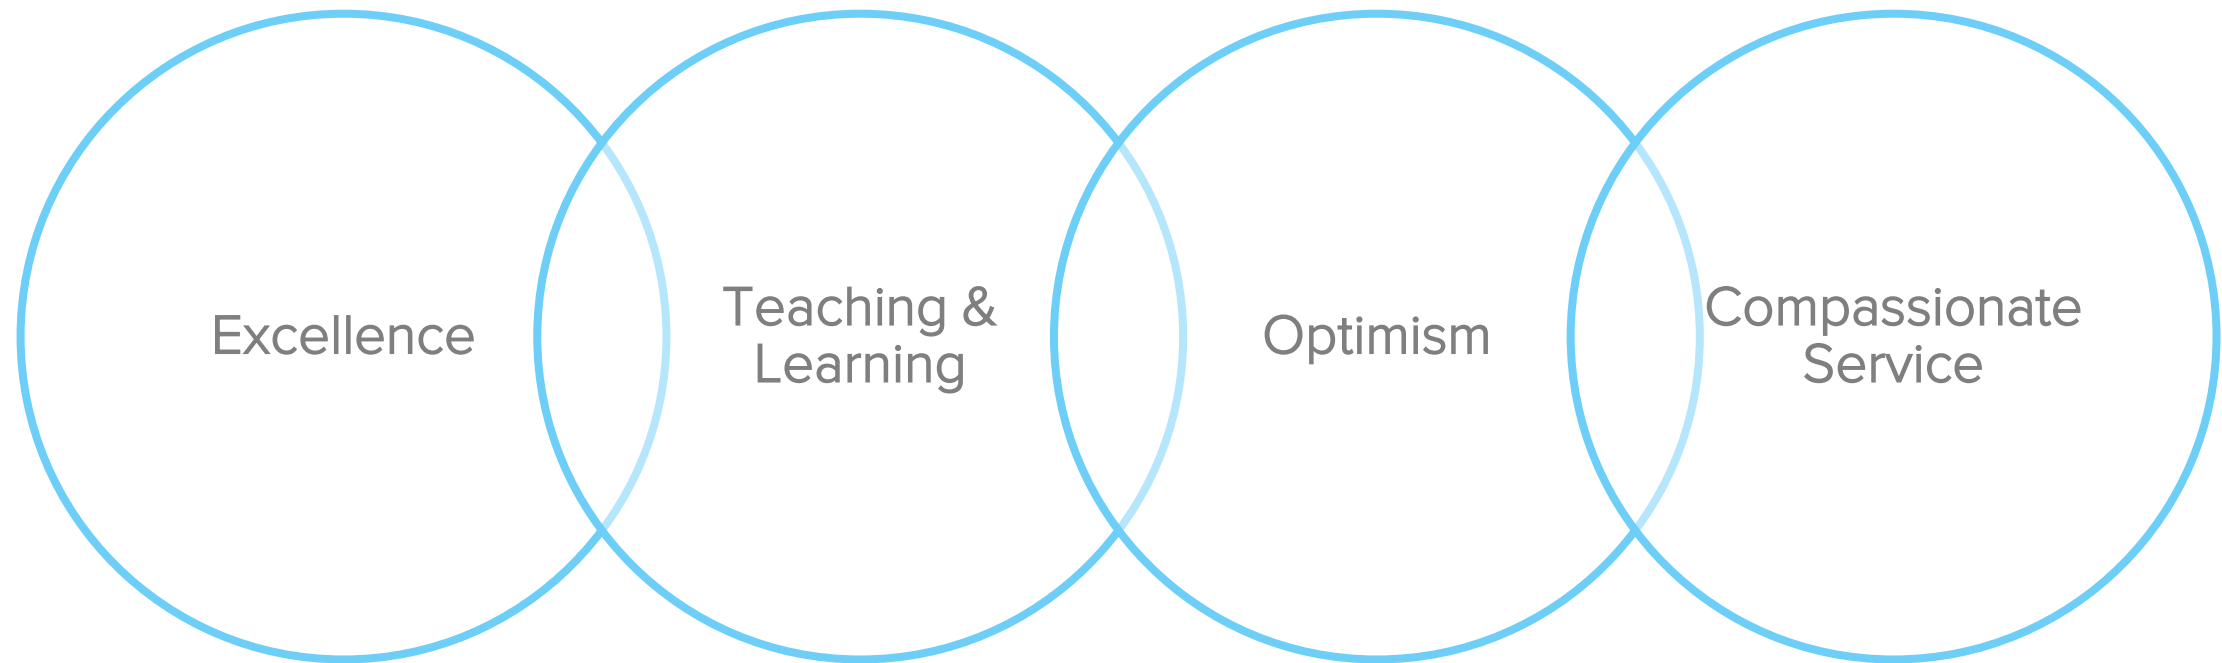 Excellence
Teaching &
Learning
Optimism
Compassionate
Service